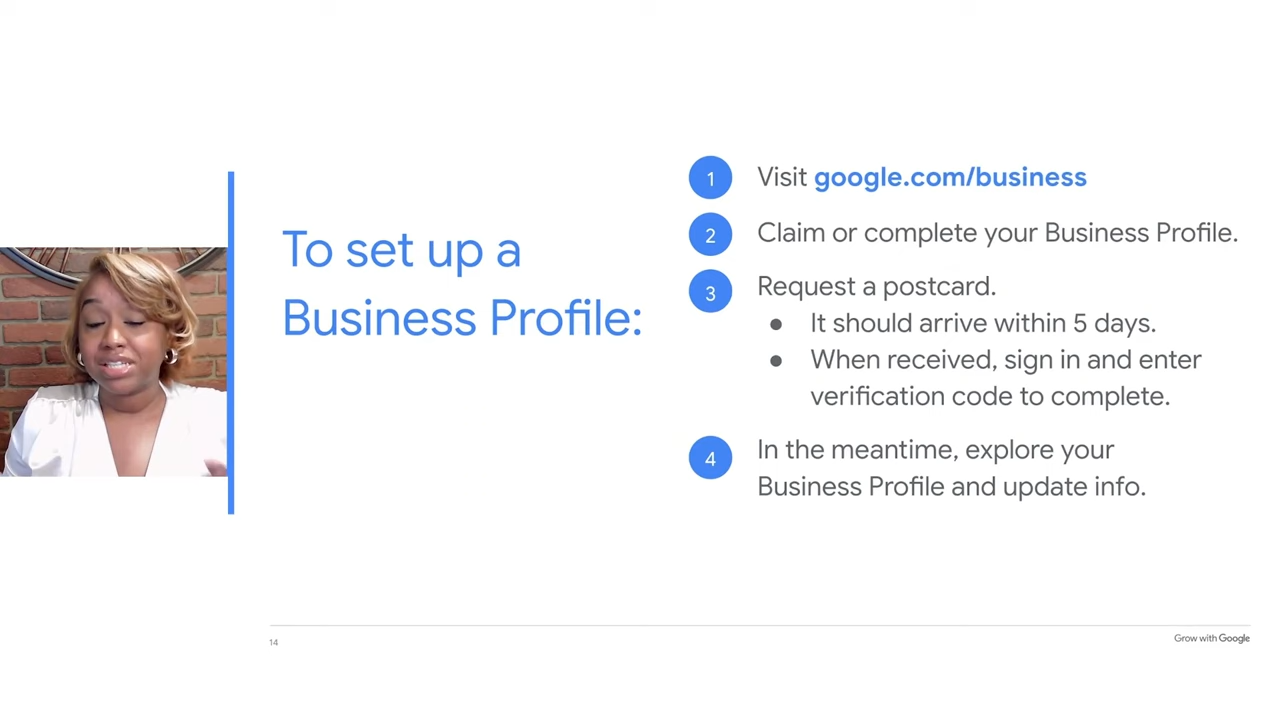 To set up a
Business Profile:
1
Visit google.com/business
2
Claim or complete your Business Profile.
3
Request a postcard.
● It should arrive within 5 days.
● When received, sign in and enter
verification code to complete.
4
In the meantime, explore your
Business Profile and update info.
14
Grow with Google